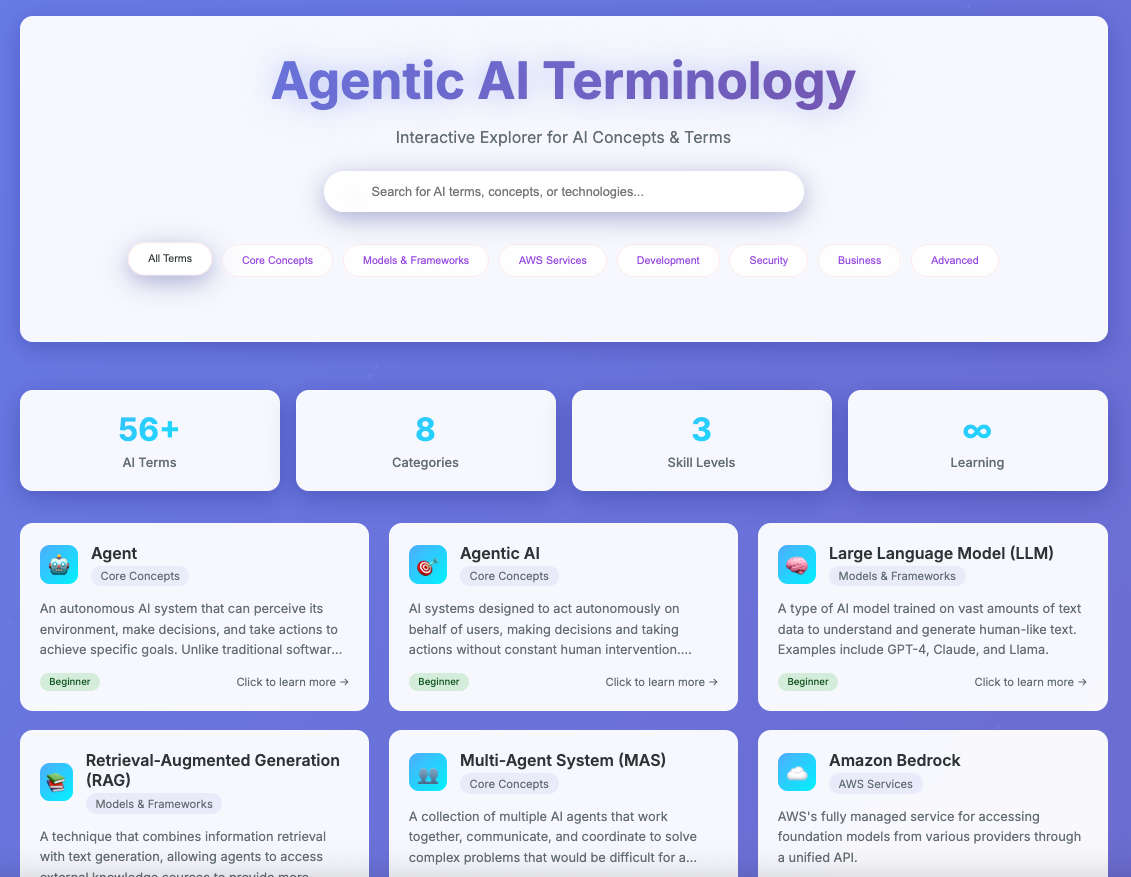 Agentic AI Terminology
Interactive Explorer for AI Concepts & Terms
Search for AI terms, concepts, or technologies...
All Terms
Core Concepts
Models & Frameworks
AWS Services
Development
Security
Business
Advanced
56+
AI Terms
8
Categories
3
Skill Levels
∞
Learning
Agent
Core Concepts
An autonomous AI system that can perceive its
environment, make decisions, and take actions to
achieve specific goals. Unlike traditional softwar...
Beginner
Click to learn more →
Agentic AI
Core Concepts
AI systems designed to act autonomously on
behalf of users, making decisions and taking
actions without constant human intervention....
Beginner
Click to learn more →
Large Language Model (LLM)
Models & Frameworks
A type of AI model trained on vast amounts of text
data to understand and generate human-like text.
Examples include GPT-4, Claude, and Llama.
Beginner
Click to learn more →
Retrieval-Augmented Generation
(RAG)
Models & Frameworks
A technique that combines information retrieval
with text generation, allowing agents to access
external knowledge sources to provide more
Multi-Agent System (MAS)
Core Concepts
A collection of multiple AI agents that work
together, communicate, and coordinate to solve
complex problems that would be difficult for a...
Amazon Bedrock
AWS Services
AWS's fully managed service for accessing
foundation models from various providers through
a unified API.